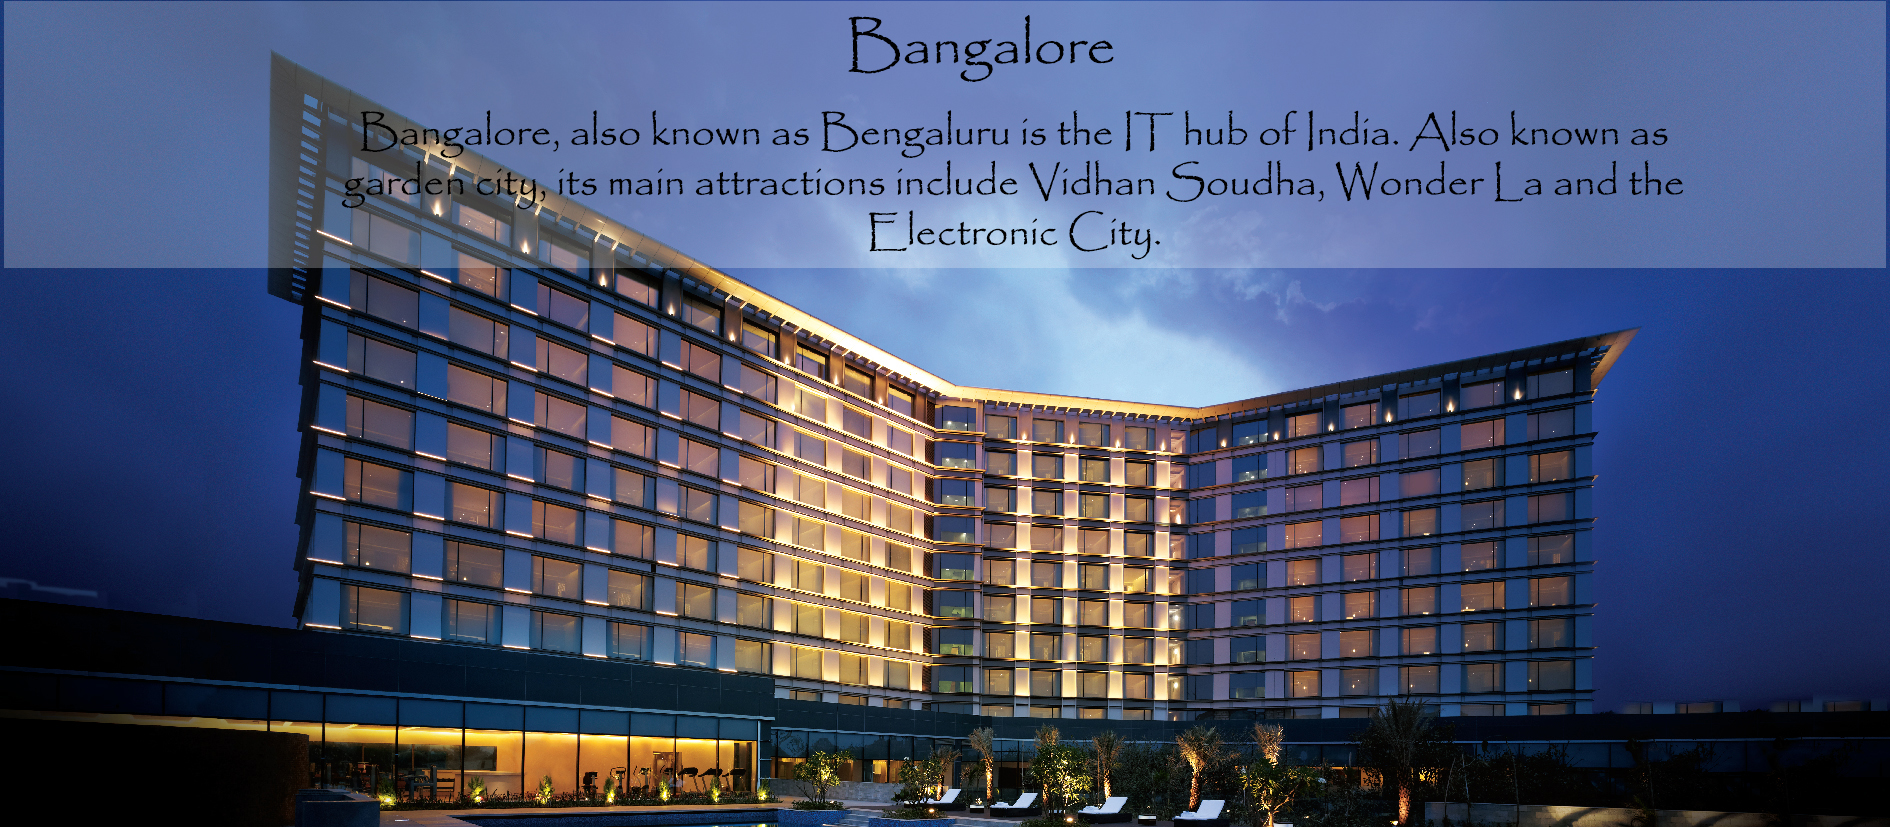 Bangalore
Bangalore, also known as Bengaluru is the IT hub of India. Also known as
garden city, its main attractions include Vidhan Soudha, Wonder La and the
Electronic City.